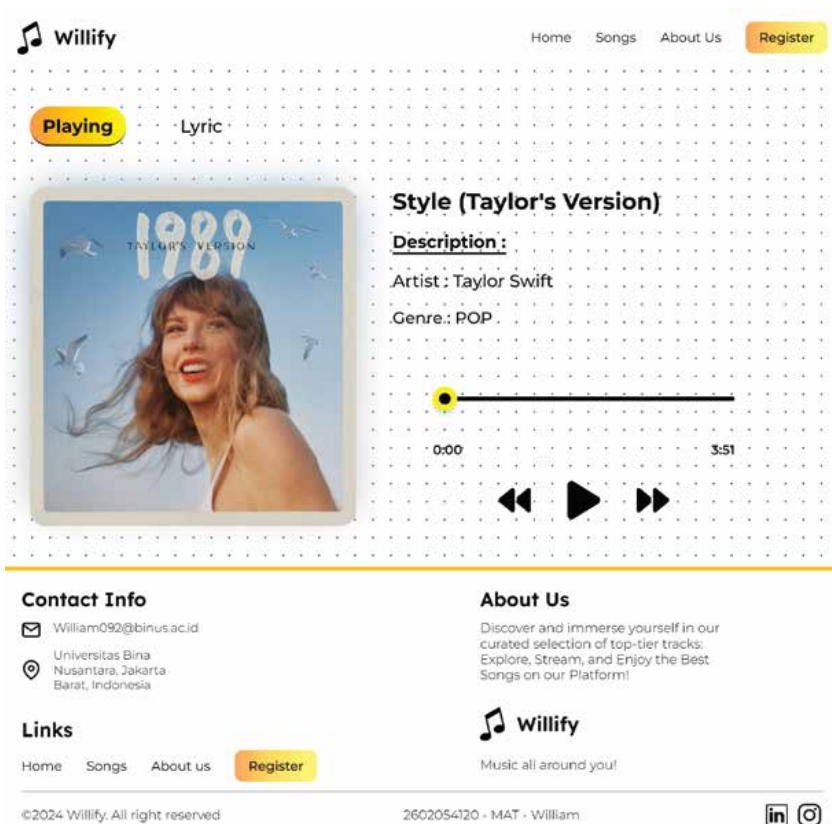 Willify
Home Songs About Us Register
Playing Lyric
1989
TAYLOR'S VERSION
Style (Taylor's Version)
Description :
Artist : Taylor Swift
Genre : POP
0:00 3:51
Contact Info
William092@binus.ac.id
Universitas Bina
Nusantara, Jakarta
Barat, Indonesia
Links
Home Songs About us Register
About Us
Discover and immerse yourself in our
curated selection of top-tier tracks:
Explore, Stream, and Enjoy the Best
Songs on our Platform!
Willify
Music all around you!
©2024 Willify. All right reserved
2602054120 - MAT - William
in